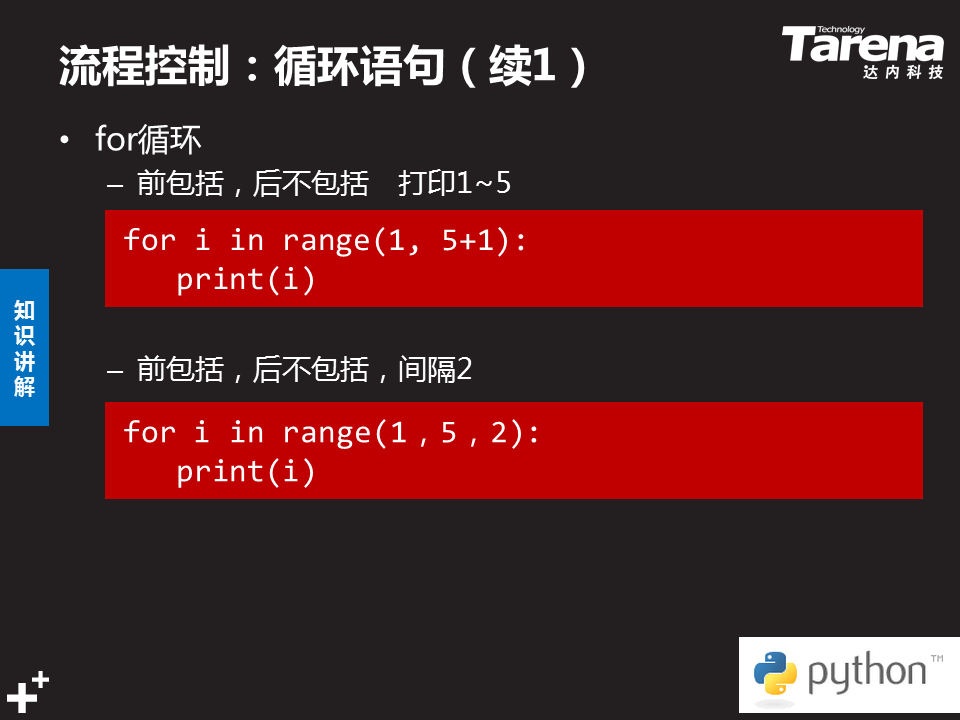 流程控制：循环语句（续1）
Technology
Tarena
达内科技
• for循环
– 前包括，后不包括　打印1~5
for i in range(1, 5+1):
   print(i)
知识讲解
– 前包括，后不包括，间隔2
for i in range(1，5，2):
   print(i)
python™